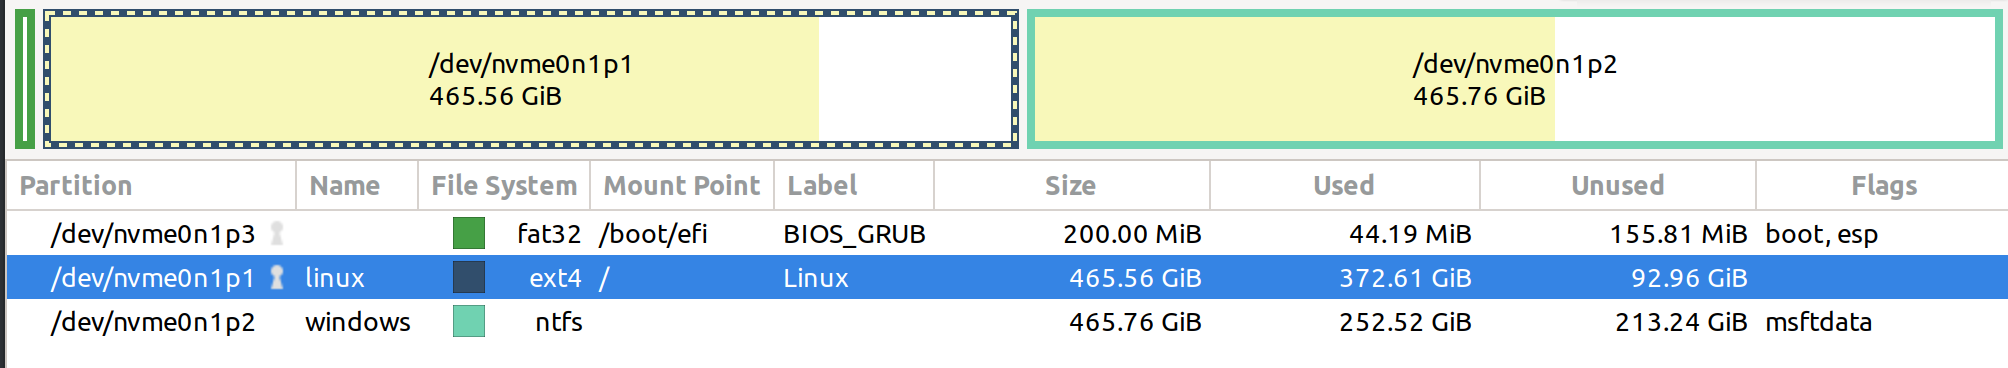 /dev/nvme0n1p1
465.56 GiB
/dev/nvme0n1p2
465.76 GiB
Partition Name File System Mount Point Label Size Used Unused Flags
/dev/nvme0n1p3 fat32 /boot/efi BIOS_GRUB 200.00 MiB 44.19 MiB 155.81 MiB boot, esp
/dev/nvme0n1p1 linux ext4 / Linux 465.56 GiB 372.61 GiB 92.96 GiB
/dev/nvme0n1p2 windows ntfs 465.76 GiB 252.52 GiB 213.24 GiB msftdata